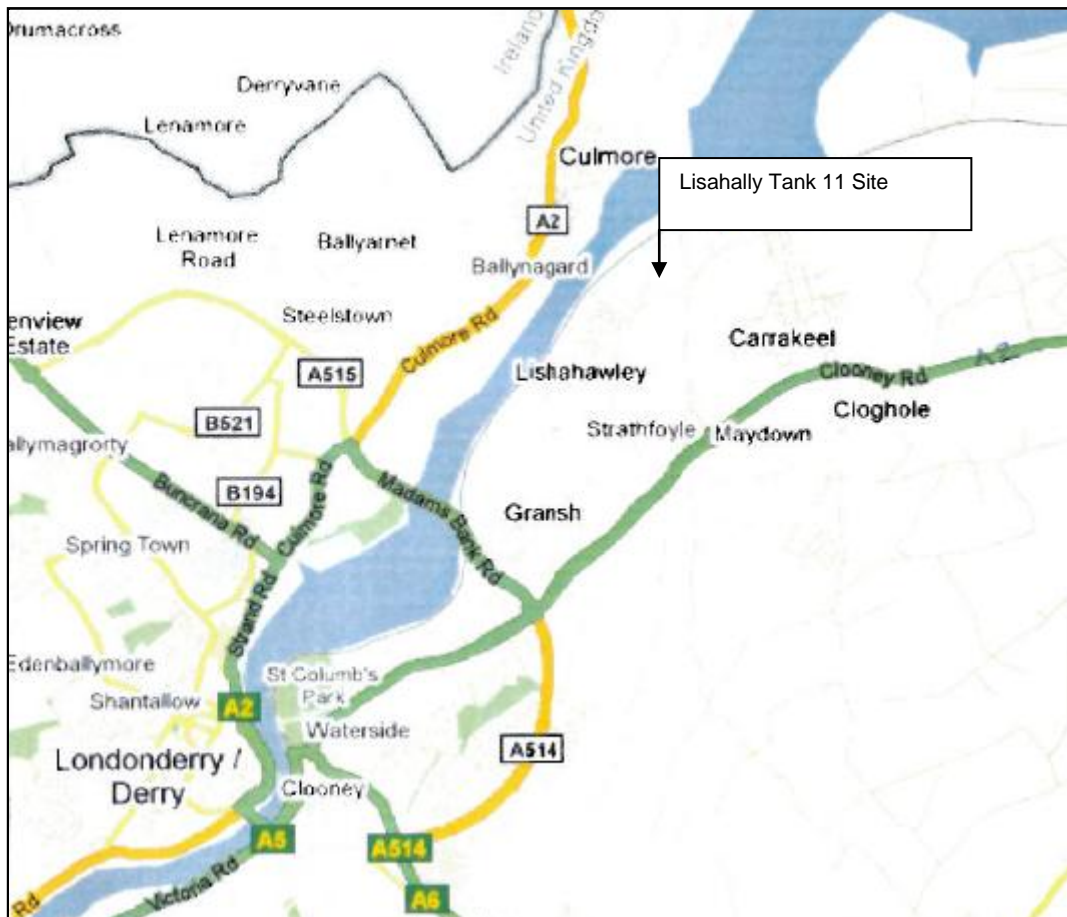 Drumacross
Derryvane
Lenamore
Ireland
United Kingdo
Culmore
Lisahally Tank 11 Site
A2
Lenamore
Road
Ballyarnet
Ballynagard
Steelstown
Culmore Rd
enview
Estate
A515
Lishahawley
Carrakeel
Clooney Rd
A2
Cloghole
B521
Strathfoyle
Maydown
allymagrorty
Buncrana Rd
B194
Culmore Rd
Madams Bank Rd
Gransh
Spring Town
Strand Rd
Edenballymore
St Columb's
Park
Shantallow
A2
Waterside
A514
Londonderry /
Derry
Clooney
A5
A514
Victoria Rd
A6
Rd